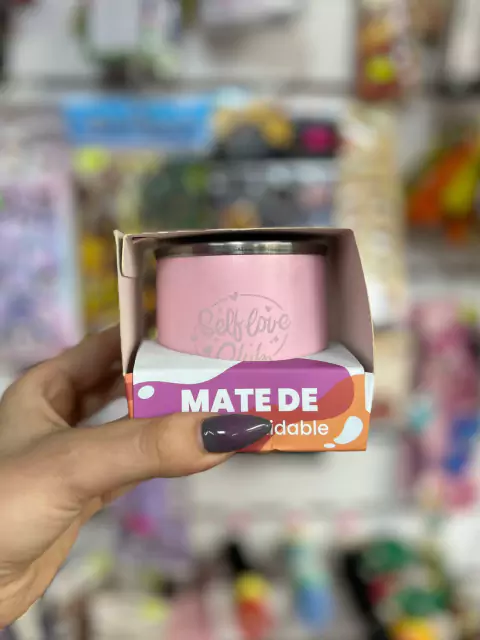 Self love
Club
MATE DE
idable